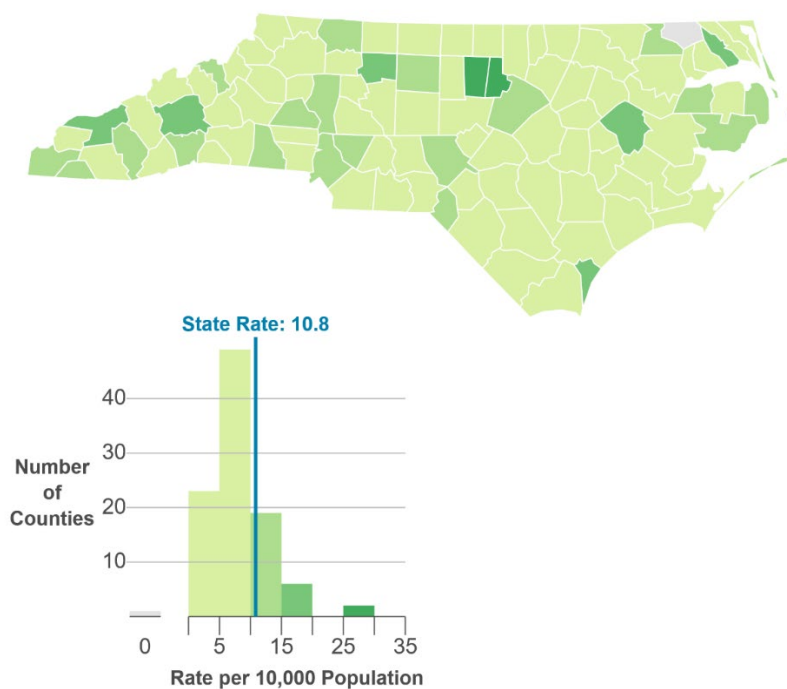 State Rate: 10.8
40
30
20
10
Number
of
Counties
0 5 15 25 35
Rate per 10,000 Population